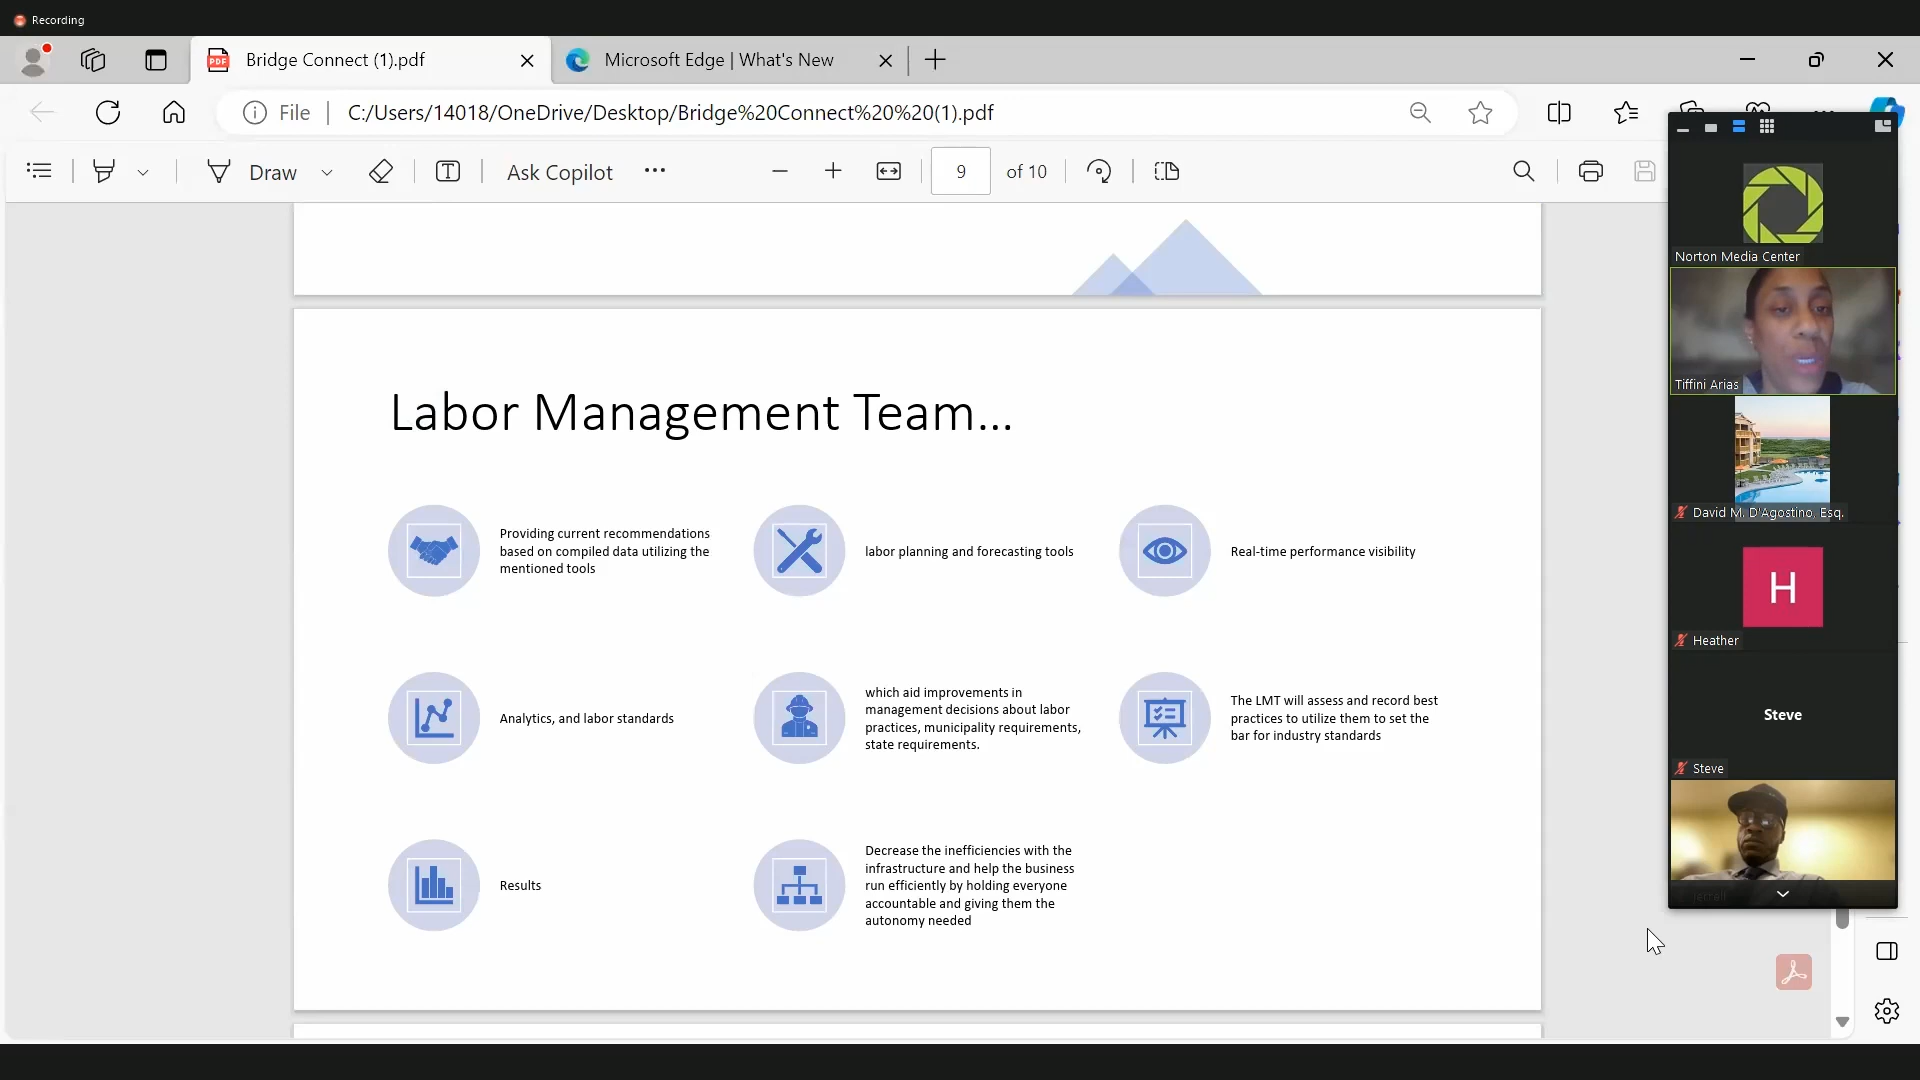 Recording
Bridge Connect (1).pdf
Microsoft Edge | What's New
File
C:/Users/14018/OneDrive/Desktop/Bridge%20Connect%20%20(1).pdf
Draw
Ask Copilot
9
of 10
Labor Management Team...
Providing current recommendations
based on compiled data utilizing the
mentioned tools
labor planning and forecasting tools
Real-time performance visibility
Analytics, and labor standards
which aid improvements in
management decisions about labor
practices, municipality requirements,
state requirements.
The LMT will assess and record best
practices to utilize them to set the
bar for industry standards
Results
Decrease the inefficiencies with the
infrastructure and help the business
run efficiently by holding everyone
accountable and giving them the
autonomy needed
Norton Media Center
Tiffini Arias
David M. D'Agostino, Esq.
H
Heather
Steve
Steve